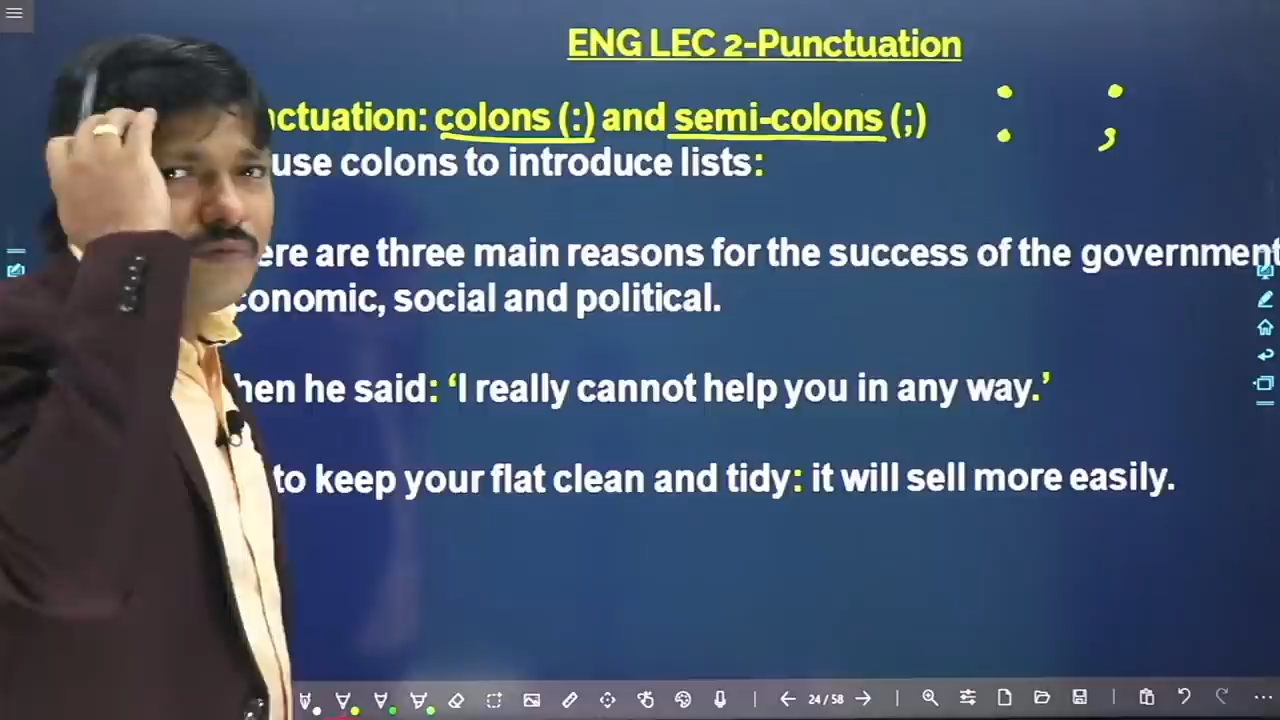 ENG LEC 2-Punctuation
nctuation: colons (:) and semi-colons (;) : ;
use colons to introduce lists:
ere are three main reasons for the success of the government
conomic, social and political.
hen he said: ‘I really cannot help you in any way.’
to keep your flat clean and tidy: it will sell more easily.
24/58